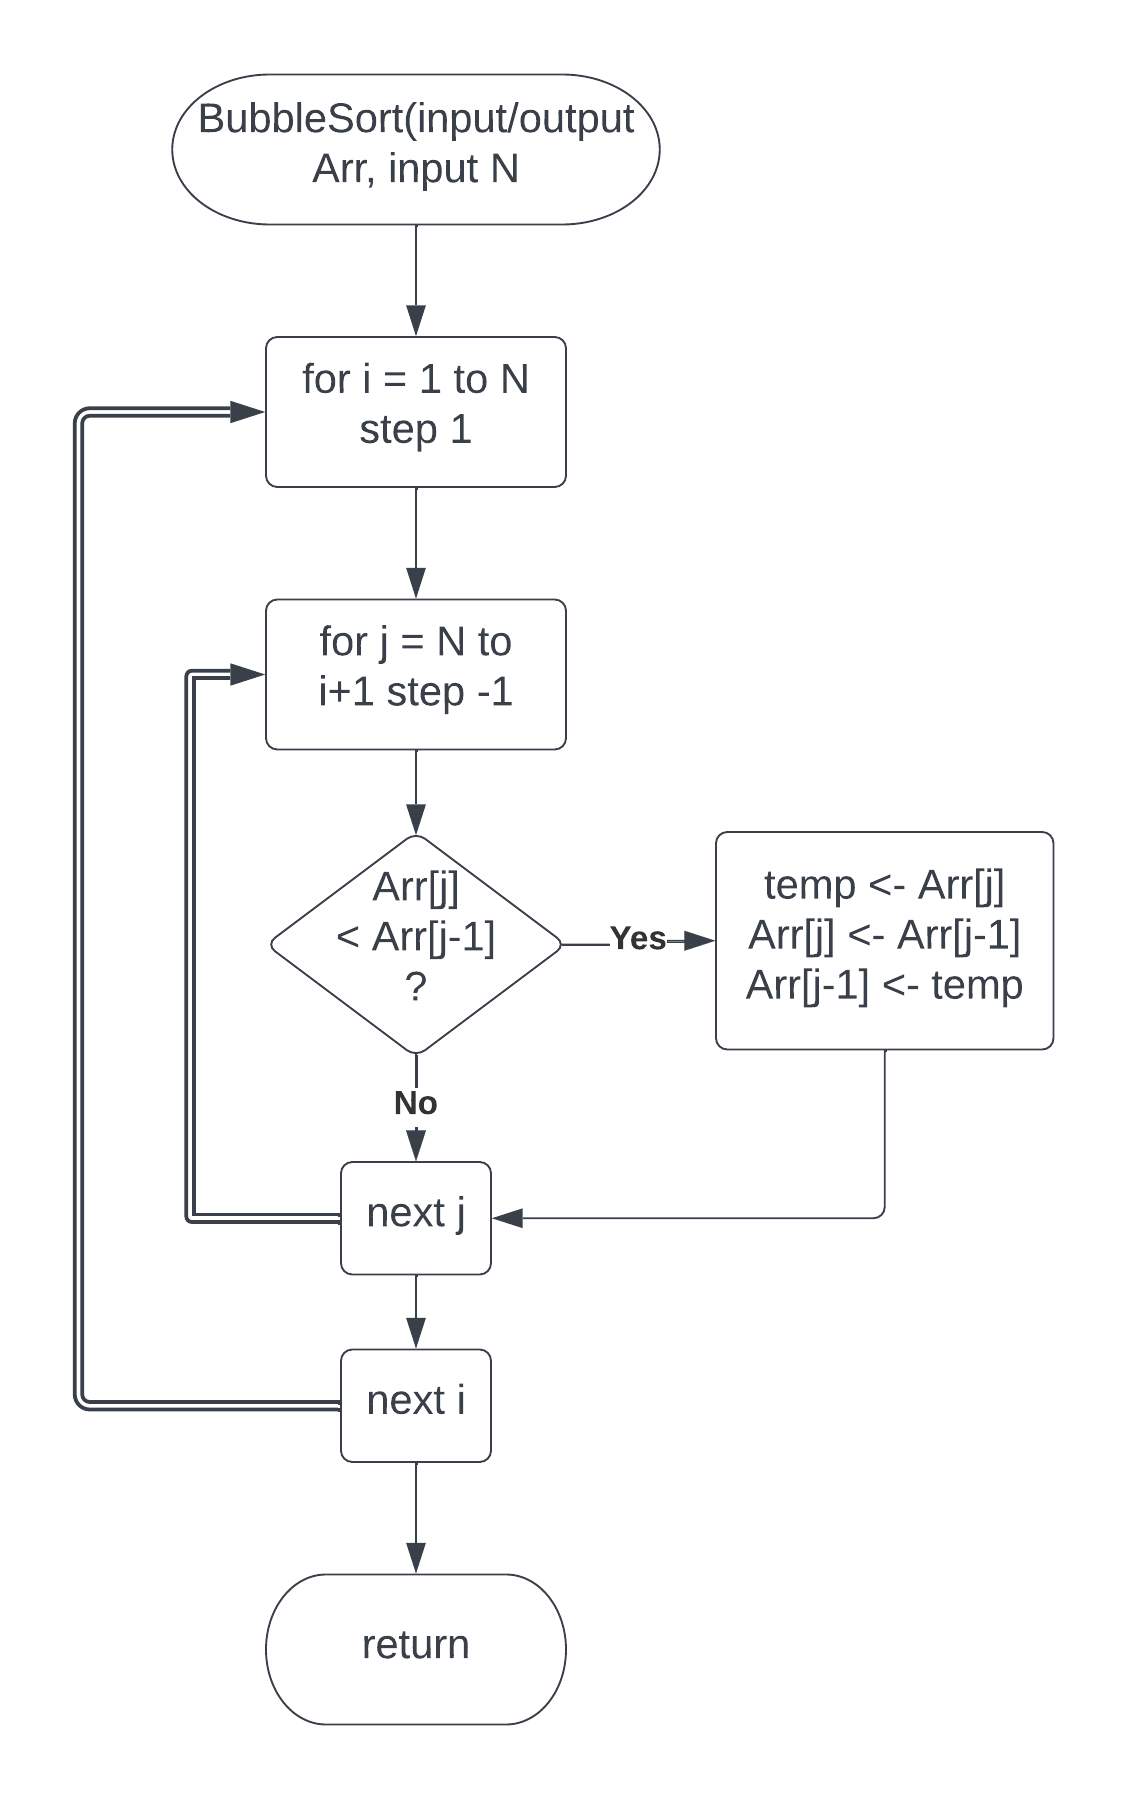 BubbleSort(input/output
Arr, input N
for i = 1 to N
step 1
for j = N to
i+1 step -1
Arr[j]
< Arr[j-1]
?
Yes
temp <- Arr[j]
Arr[j] <- Arr[j-1]
Arr[j-1] <- temp
No
next j
next i
return